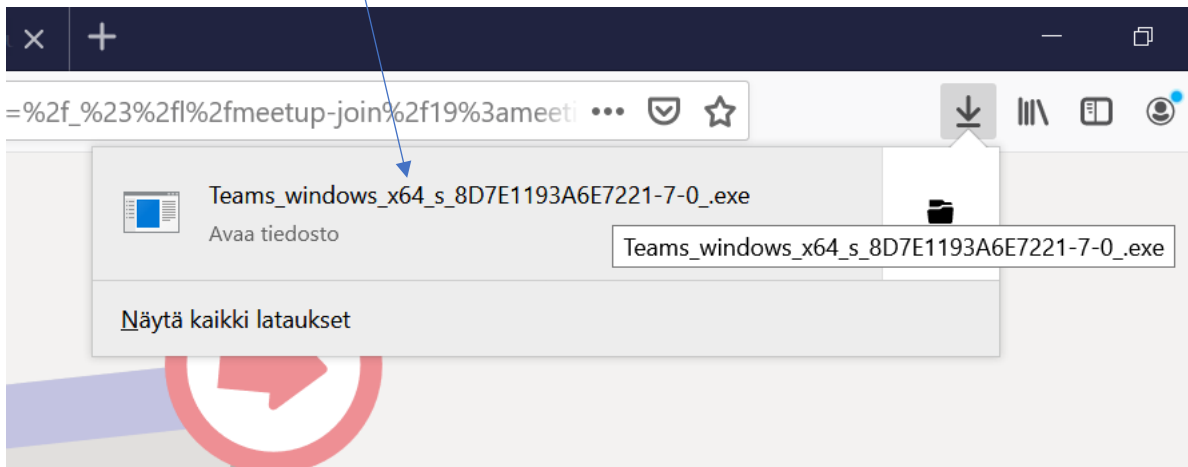 =%2f_%23%2fl%2fmeetup-join%2f19%3ameeti
Teams_windows_x64_s_8D7E1193A6E7221-7-0_.exe
Avaa tiedosto
Teams_windows_x64_s_8D7E1193A6E7221-7-0_.exe
Näytä kaikki lataukset